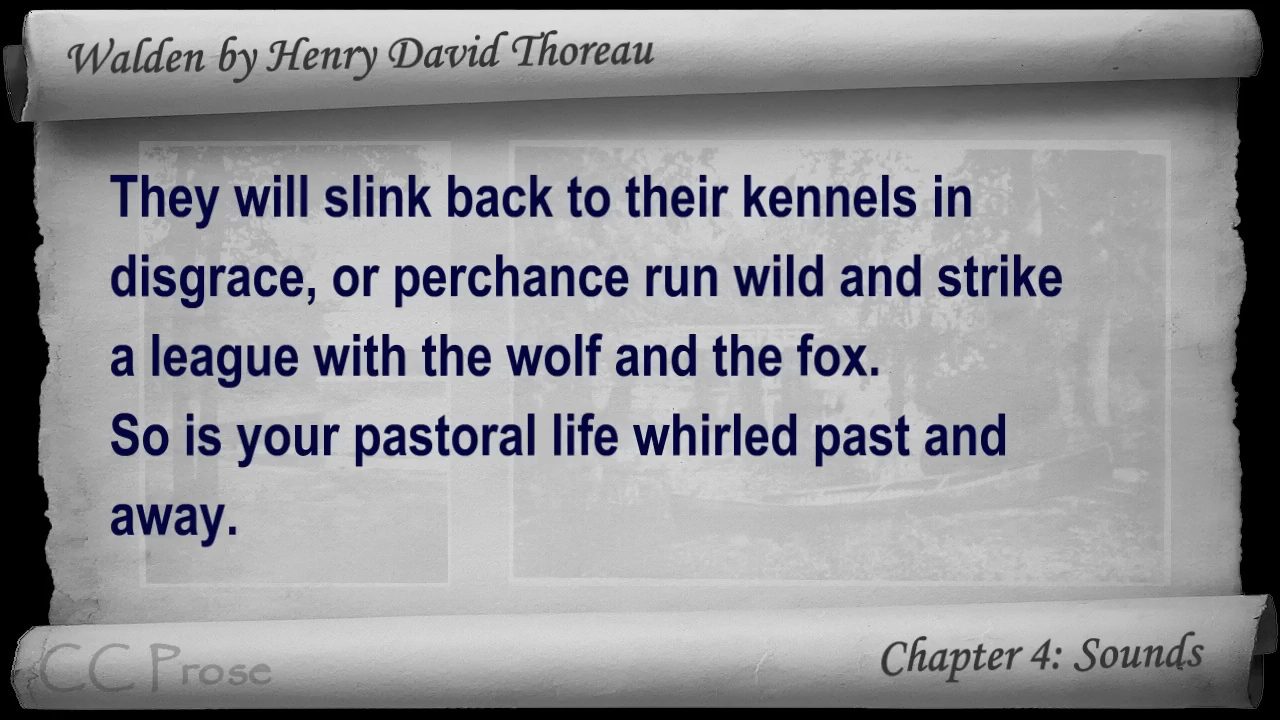 Walden by Henry David Thoreau
They will slink back to their kennels in
disgrace, or perchance run wild and strike
a league with the wolf and the fox.
So is your pastoral life whirled past and
away.
CC Prose
Chapter 4: Sounds